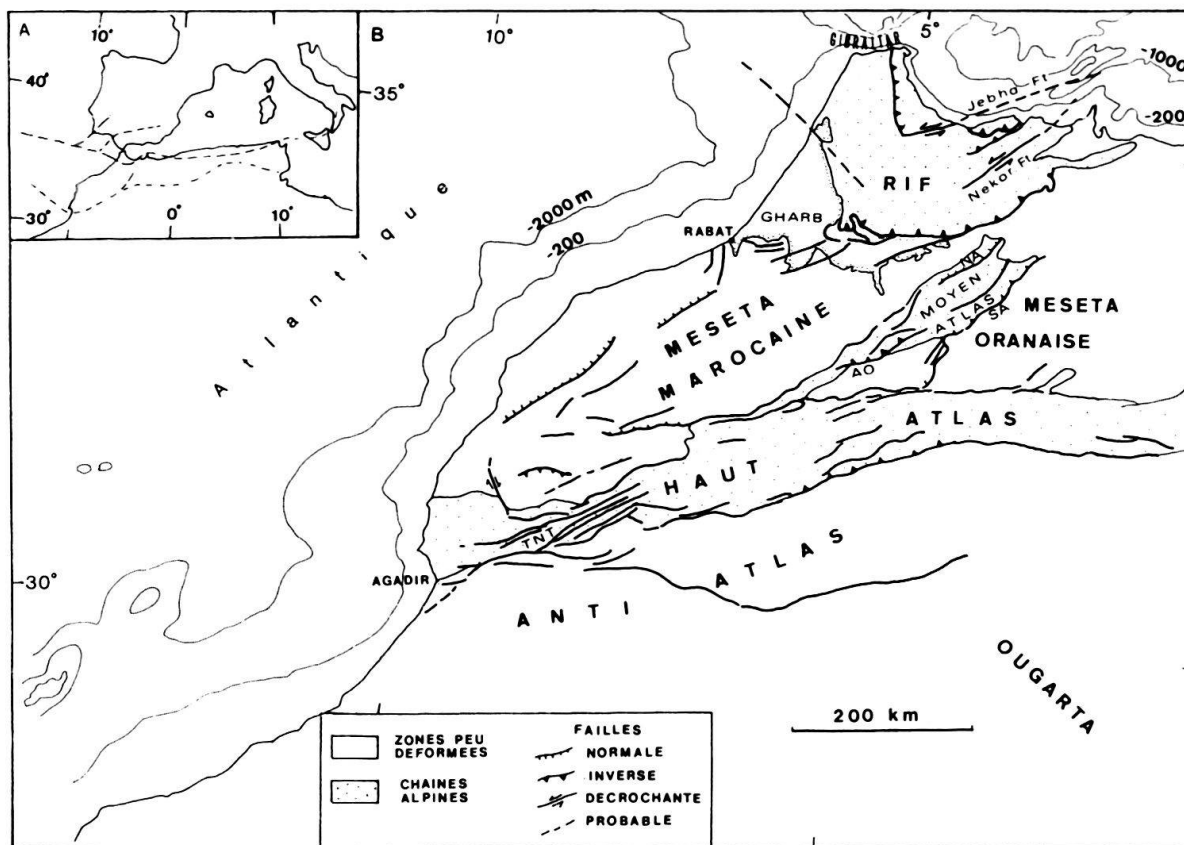 A
10°
40°
30°
0°
10°
B
10°
5°
35°
30°
GIBRALTAR
-1000
-200
Jebha Ft
Nekor Ft
RIF
GHARB
RABAT
-2000 m
-200
Atlantique
MESETA
MAROCAINE
NA
MOYEN
ATLAS
SA
AO
MESETA
ORANAISE
HAUT
ATLAS
TNT
AGADIR
ANTI
ATLAS
OUGARTA
200 km
ZONES PEU
DEFORMEES
CHAINES
ALPINES
FAILLES
NORMALE
INVERSE
DECROCHANTE
PROBABLE